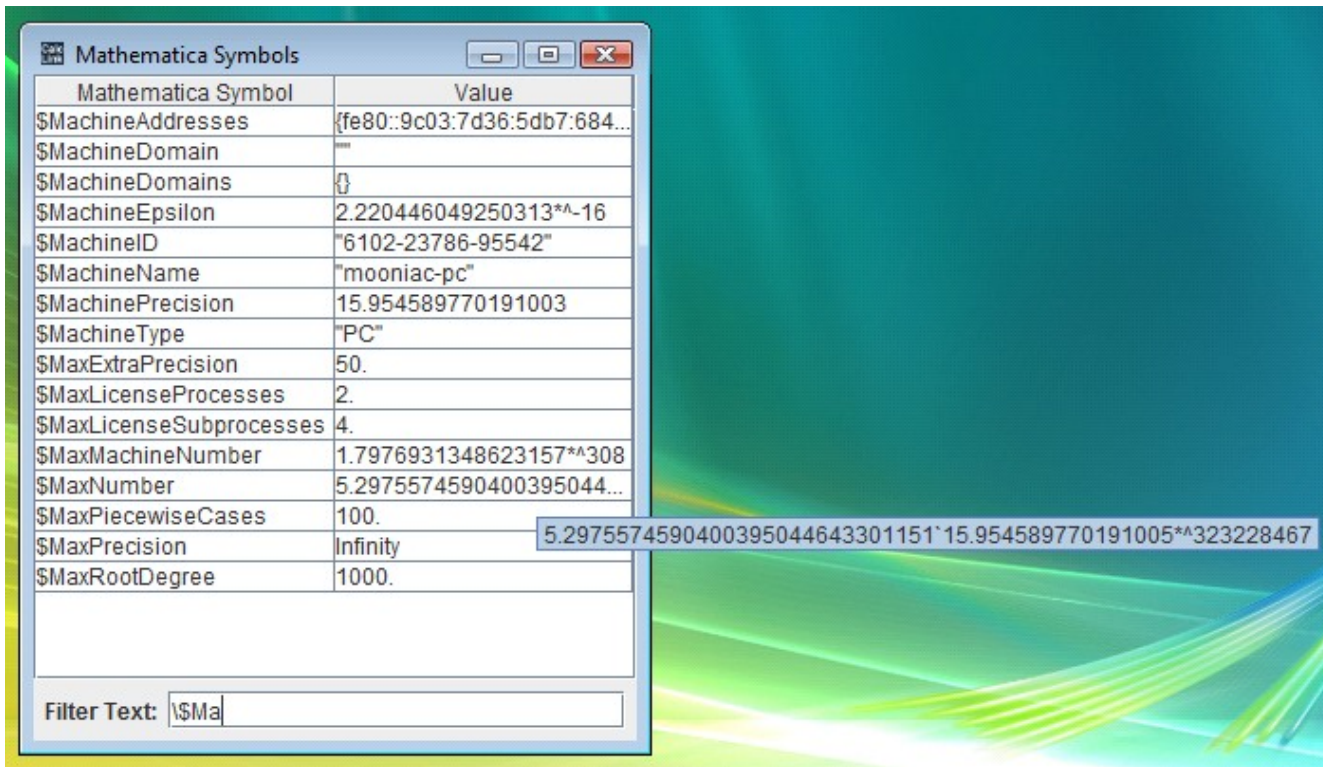 Mathematica Symbols
Mathematica Symbol Value
$MachineAddresses {fe80::9c03:7d36:5db7:684...
$MachineDomain ""
$MachineDomains {}
$MachineEpsilon 2.220446049250313*^-16
$MachineID "6102-23786-95542"
$MachineName "mooniac-pc"
$MachinePrecision 15.954589770191003
$MachineType "PC"
$MaxExtraPrecision 50.
$MaxLicenseProcesses 2.
$MaxLicenseSubprocesses 4.
$MaxMachineNumber 1.7976931348623157*^308
$MaxNumber 5.2975574590400395044...
$MaxPiecewiseCases 100.
5.2975574590400395044643301151`15.954589770191005*^323228467
$MaxPrecision Infinity
$MaxRootDegree 1000.
Filter Text: \$Ma